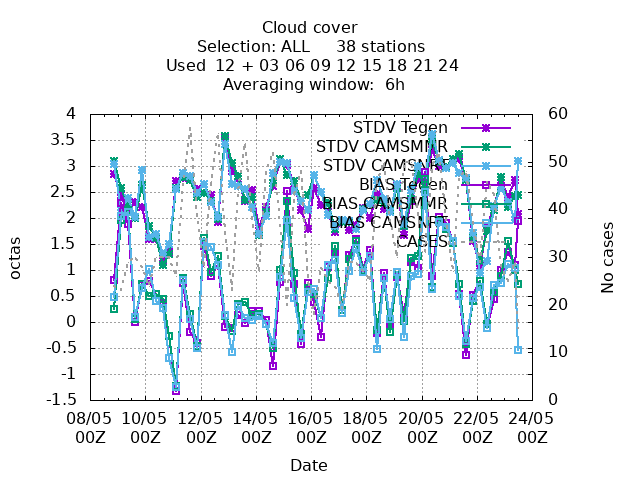 Cloud cover
Selection: ALL 38 stations
Used 12 + 03 06 09 12 15 18 21 24
Averaging window: 6h
4
3.5
3
2.5
2
1.5
1
0.5
0
-0.5
-1
-1.5
octas
60
50
40
30
20
10
0
No cases
STDV Tegen
STDV CAMSMMR
STDV CAMSNRT
BIAS Tegen
BIAS CAMSMMR
BIAS CAMSNRT
CASES
08/05 10/05 12/05 14/05 16/05 18/05 20/05 22/05 24/05
00Z 00Z 00Z 00Z 00Z 00Z 00Z 00Z 00Z
Date